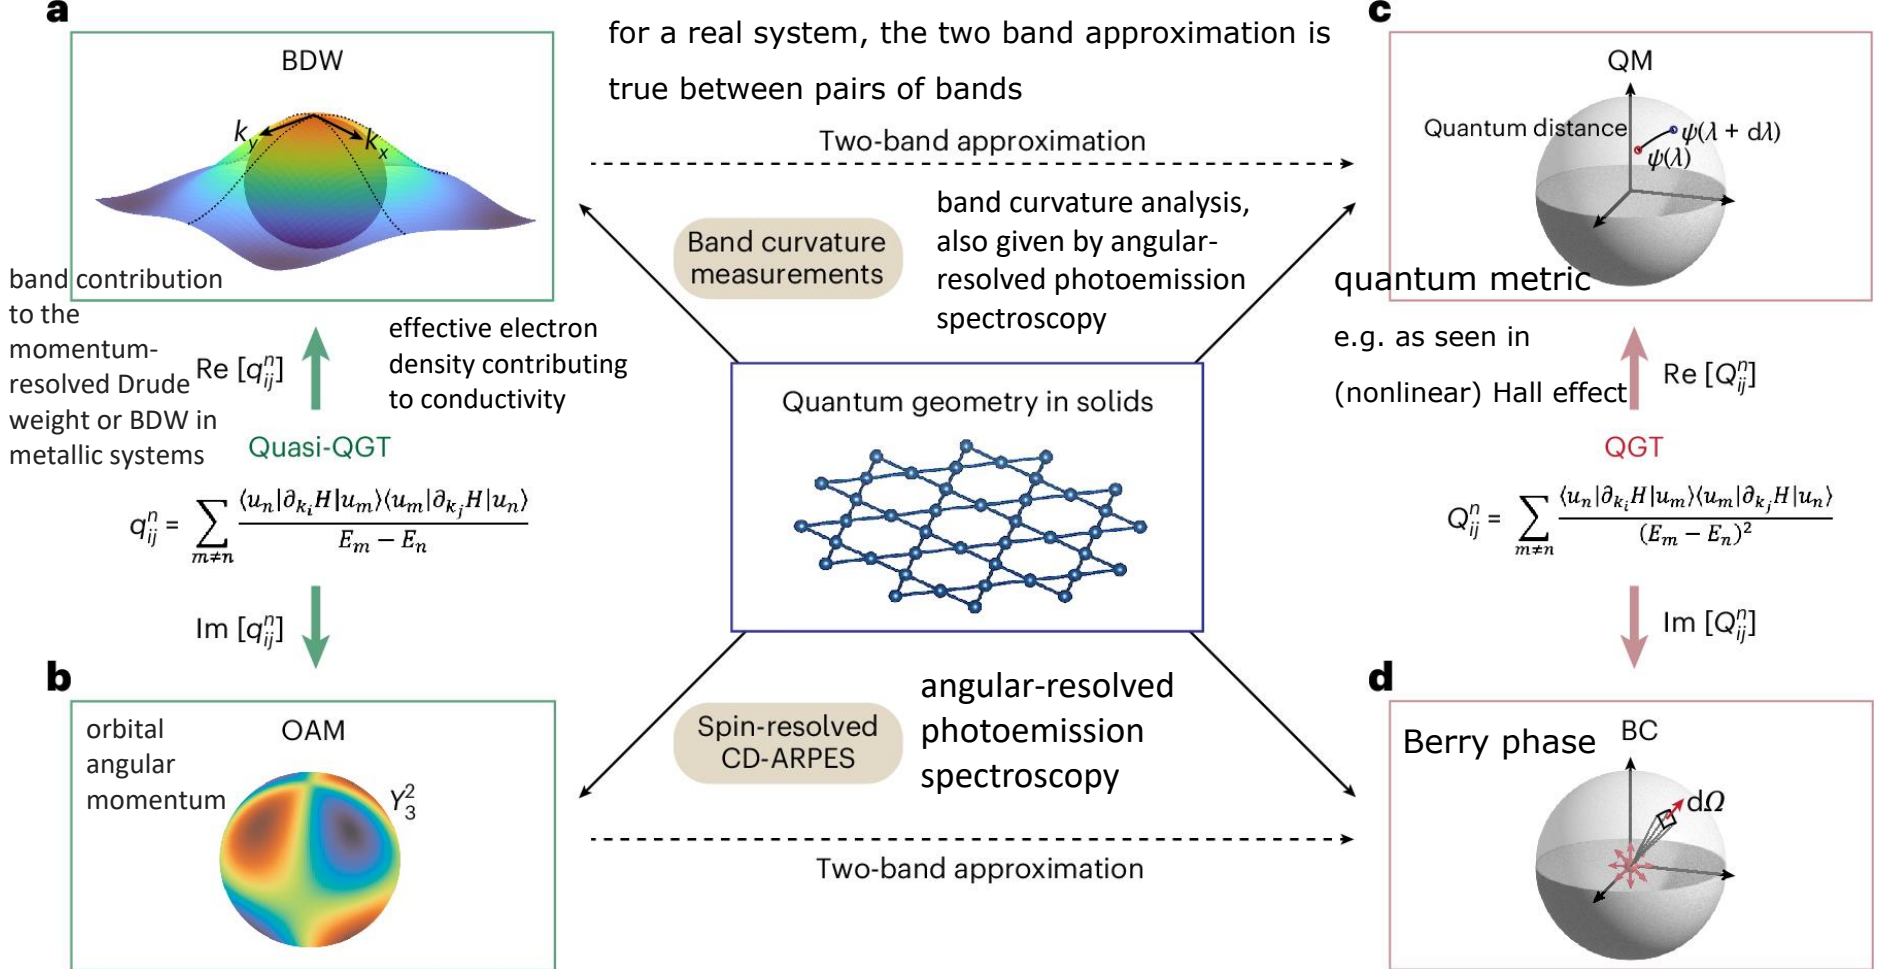 a
BDW
k_y
k_x
for a real system, the two band approximation is
true between pairs of bands
Two-band approximation
c
QM
Quantum distance
ψ(λ + dλ)
ψ(λ)
Band curvature
measurements
band curvature analysis,
also given by angular-
resolved photoemission
spectroscopy
band contribution
to the
momentum-
resolved Drude
weight or BDW in
metallic systems
effective electron
density contributing
to conductivity
Re [q^n_ij]
Quasi-QGT
q^n_ij = ∑_{m≠n} ⟨u_n|∂_{k_i}H|u_m⟩⟨u_m|∂_{k_j}H|u_n⟩ / E_m − E_n
Im [q^n_ij]
Quantum geometry in solids
quantum metric
e.g. as seen in
(nonlinear) Hall effect
Re [Q^n_ij]
QGT
Q^n_ij = ∑_{m≠n} ⟨u_n|∂_{k_i}H|u_m⟩⟨u_m|∂_{k_j}H|u_n⟩ / (E_m − E_n)^2
Im [Q^n_ij]
b
orbital
angular
momentum
OAM
Y^2_3
Spin-resolved
CD-ARPES
angular-resolved
photoemission
spectroscopy
Two-band approximation
d
Berry phase
BC
dΩ